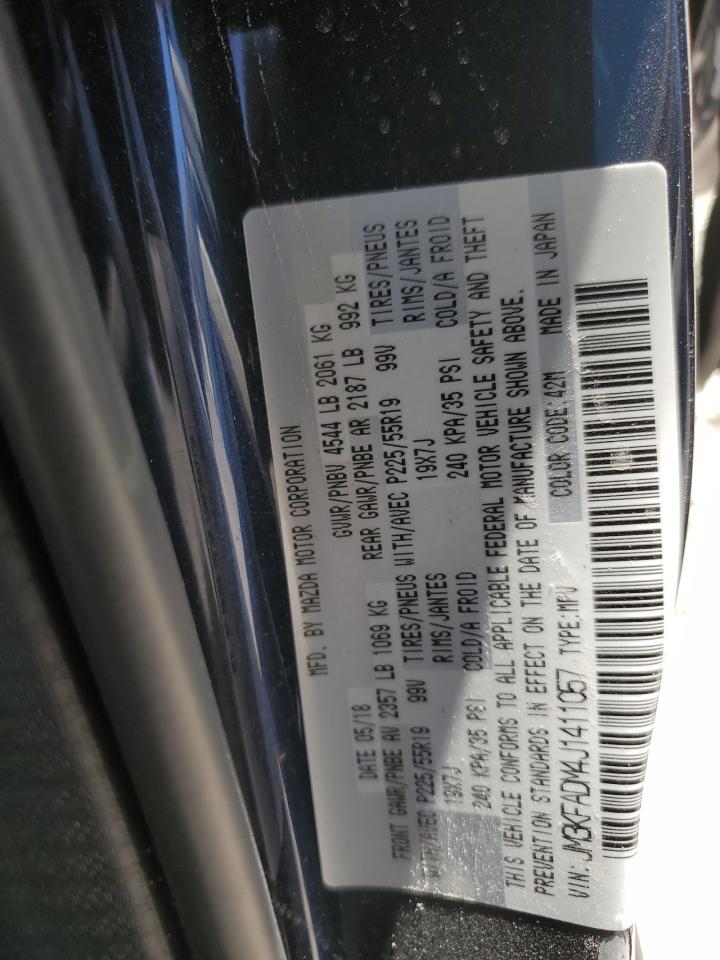 MFD. BY MAZDA MOTOR CORPORATION
DATE 05/18 GVWR/PNBV 4544 LB 2061 KG
FRONT GAWR/PNBE AV 2357 LB 1069 KG REAR GAWR/PNBE AR 2187 LB 992 KG
WITH/AVEC P225/55R19 99V TIRES/PNEUS WITH/AVEC P225/55R19 99V TIRES/PNEUS
19X7J RIMS/JANTES 19X7J RIMS/JANTES
240 KPA/35 PSI COLD/A FROID 240 KPA/35 PSI COLD/A FROID
THIS VEHICLE CONFORMS TO ALL APPLICABLE FEDERAL MOTOR VEHICLE SAFETY AND THEFT
PREVENTION STANDARDS IN EFFECT ON THE DATE OF MANUFACTURE SHOWN ABOVE.
VIN: JM3KFADM4J1411057 TYPE:MPV COLOR CODE:42M MADE IN JAPAN